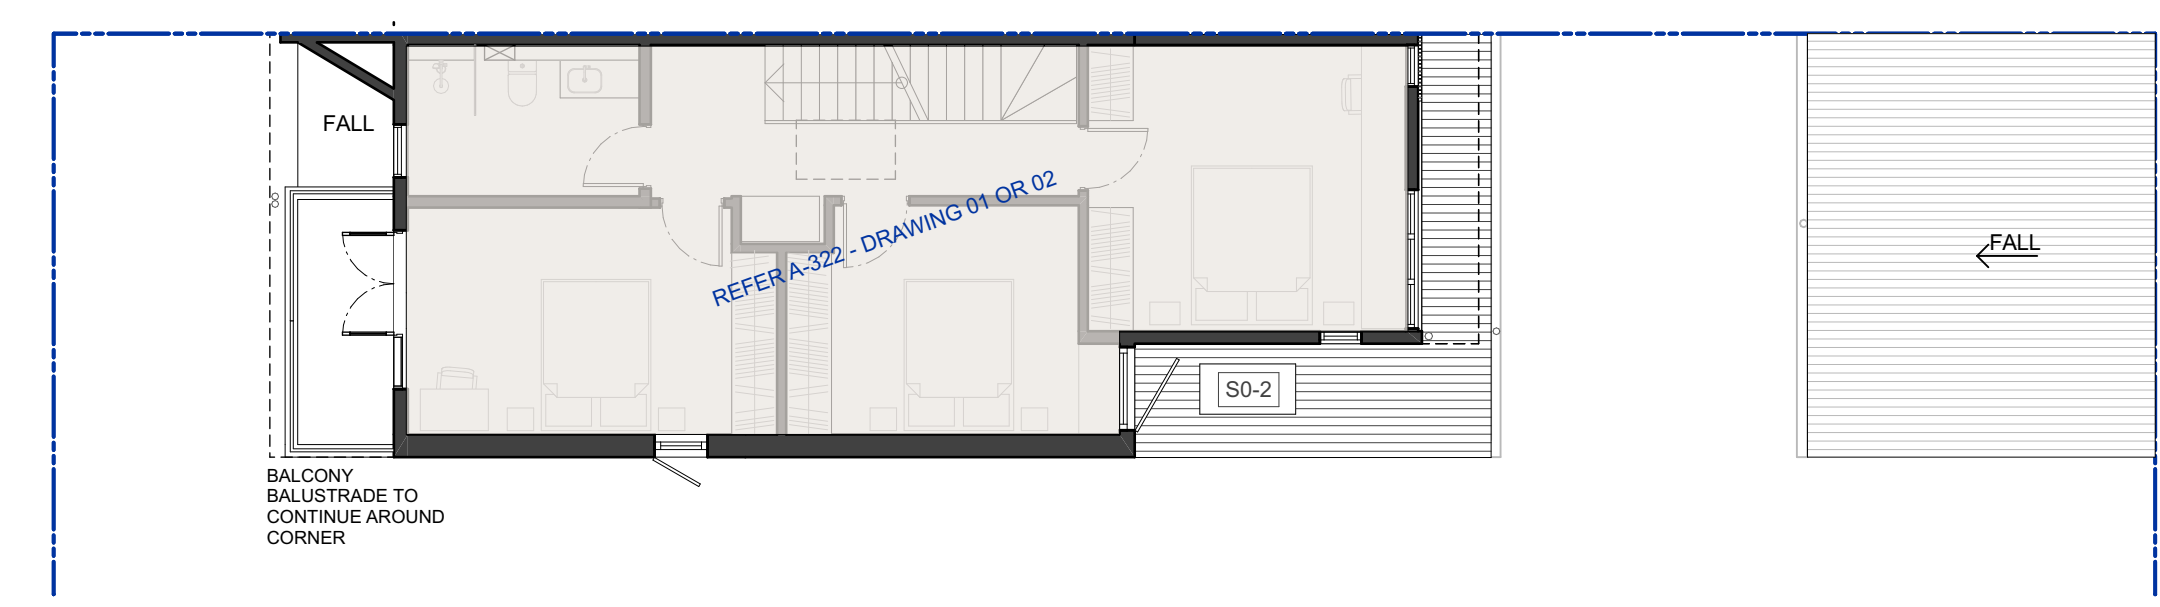 FALL
REFER A-322 - DRAWING 01 OR 02
FALL
S0-2
BALCONY
BALUSTRADE TO
CONTINUE AROUND
CORNER